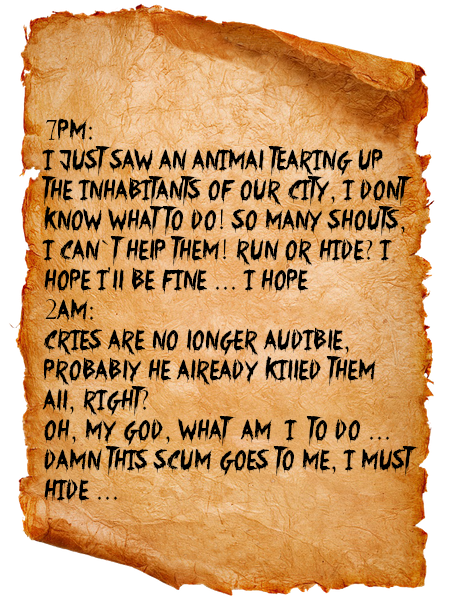 7PM:
I JUST SAW AN ANIMAl TEARING UP
THE INHABITANTS OF OUR CITY, I DONT
KNOW WHAT TO DO! SO MANY SHOUTS,
I CAN`T HElP THEM! RUN OR HIDE? I
HOPE I'll BE FINE ... I HOPE
2AM:
CRIES ARE NO lONGER AUDIBlE,
PROBABlY HE AlREADY KIllED THEM
All, RIGHT?
OH, MY GOD, WHAT AM I TO DO ...
DAMN THIS SCUM GOES TO ME, I MUST
HIDE ...